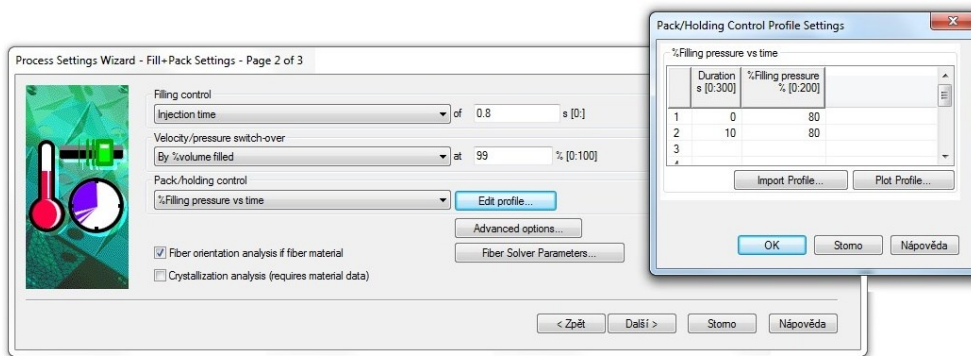 Process Settings Wizard - Fill+Pack Settings - Page 2 of 3
Filling control
Injection time of 0.8 s [0:]
Velocity/pressure switch-over
By %volume filled at 99 % [0:100]
Pack/holding control
%Filling pressure vs time Edit profile...
Advanced options...
Fiber orientation analysis if fiber material Fiber Solver Parameters...
Crystallization analysis (requires material data)
< Zpět Další > Storno Nápověda
Pack/Holding Control Profile Settings
%Filling pressure vs time
Duration %Filling pressure
s [0:300] % [0:200]
1 0 80
2 10 80
3
4
Import Profile... Plot Profile...
OK Storno Nápověda